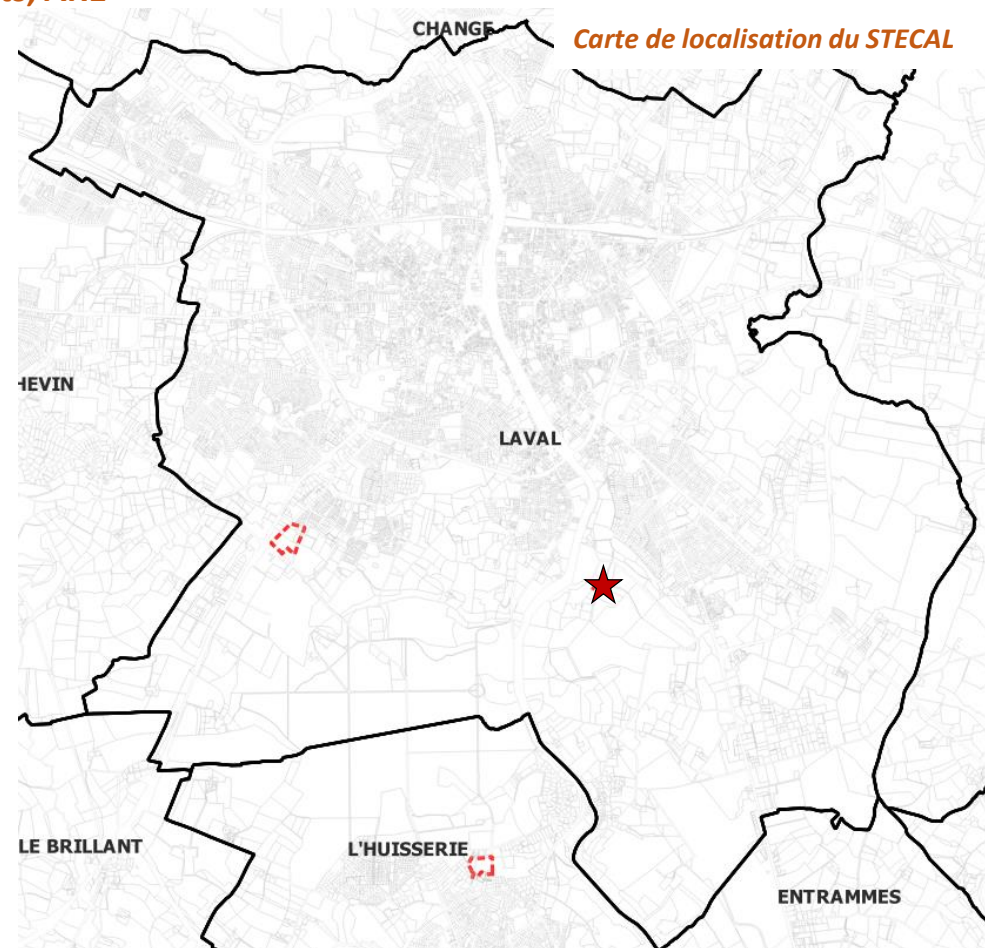 CHANGE
Carte de localisation du STECAL
HEVIN
LAVAL
LE BRILLANT
L'HUISSERIE
ENTRAMMES